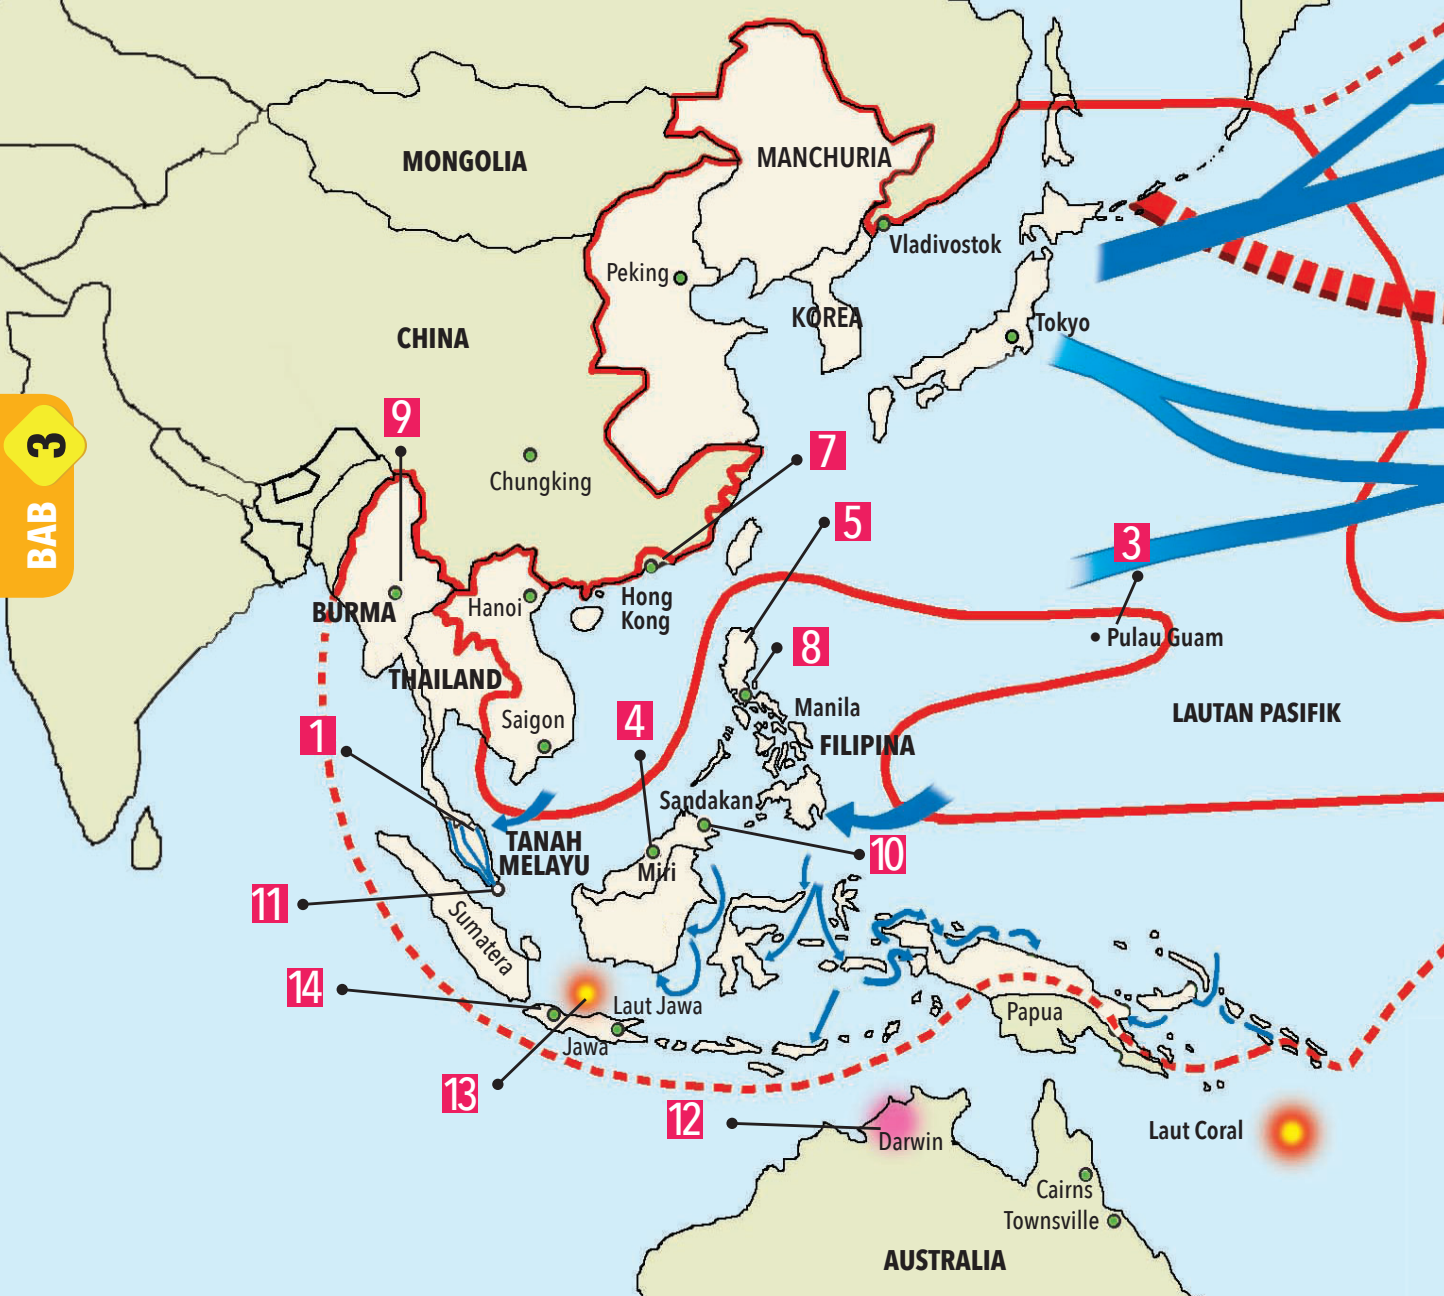 MONGOLIA
MANCHURIA
Vladivostok
Peking
KOREA
Tokyo
CHINA
BAB 3
9
Chungking
7
5
3
Hong
Kong
Hanoi
BURMA
8
Pulau Guam
THAILAND
Saigon
4
1
Manila
FILIPINA
LAUTAN PASIFIK
Sandakan
TANAH
MELAYU
10
Miri
11
Sumatera
14
Laut Jawa
Papua
Jawa
13
12
Darwin
Laut Coral
Cairns
Townsville
AUSTRALIA